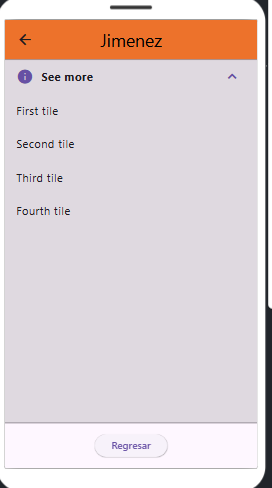 Jimenez
See more
First tile
Second tile
Third tile
Fourth tile
Regresar